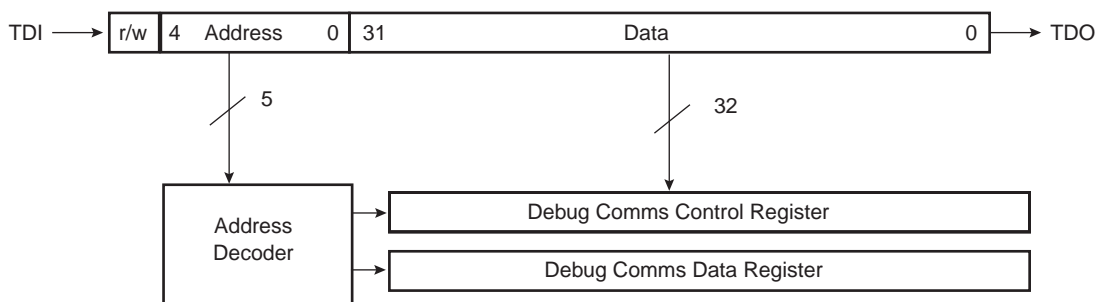 TDI r/w 4 Address 0 31 Data 0 TDO
5
32
Address
Decoder
Debug Comms Control Register
Debug Comms Data Register